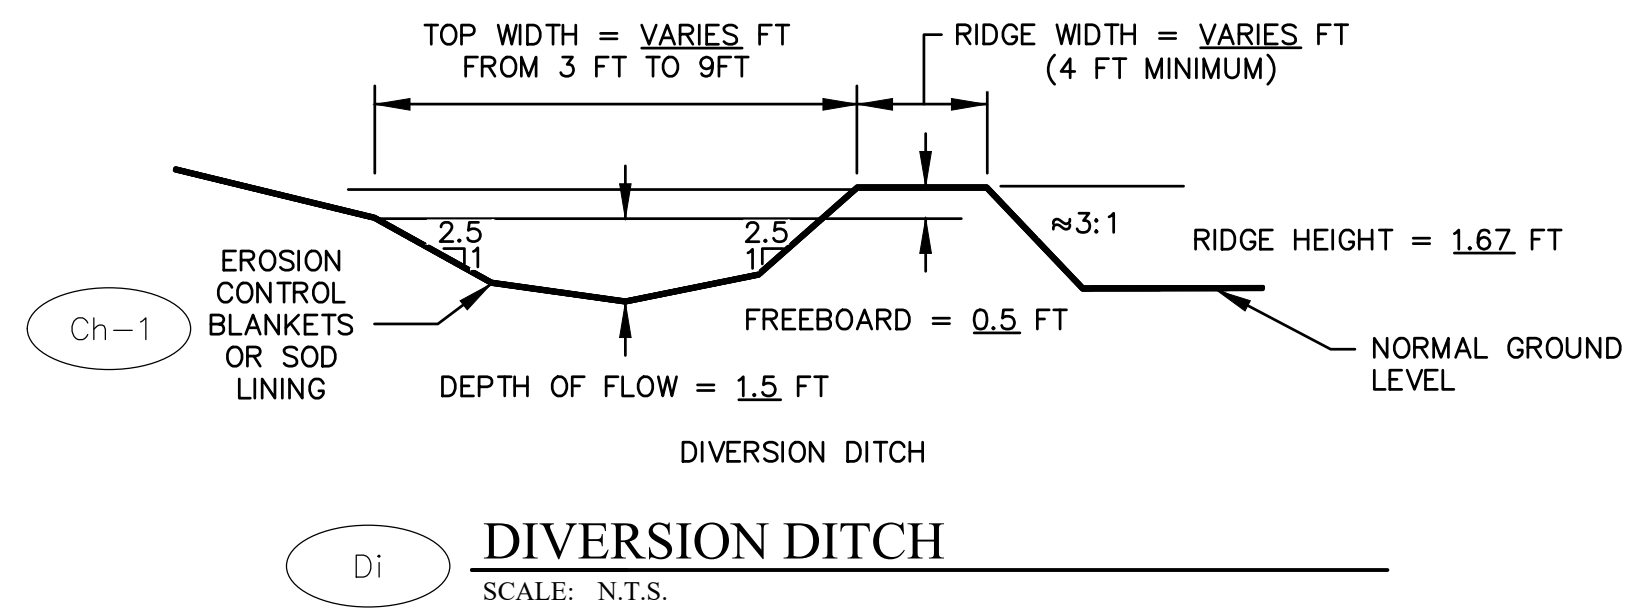 TOP WIDTH = VARIES FT
FROM 3 FT TO 9FT
RIDGE WIDTH = VARIES FT
(4 FT MINIMUM)
2.5
1
2.5
1
≈3:1
RIDGE HEIGHT = 1.67 FT
EROSION
CONTROL
BLANKETS
OR SOD
LINING
Ch-1
FREEBOARD = 0.5 FT
NORMAL GROUND
LEVEL
DEPTH OF FLOW = 1.5 FT
DIVERSION DITCH
Di
DIVERSION DITCH
SCALE: N.T.S.